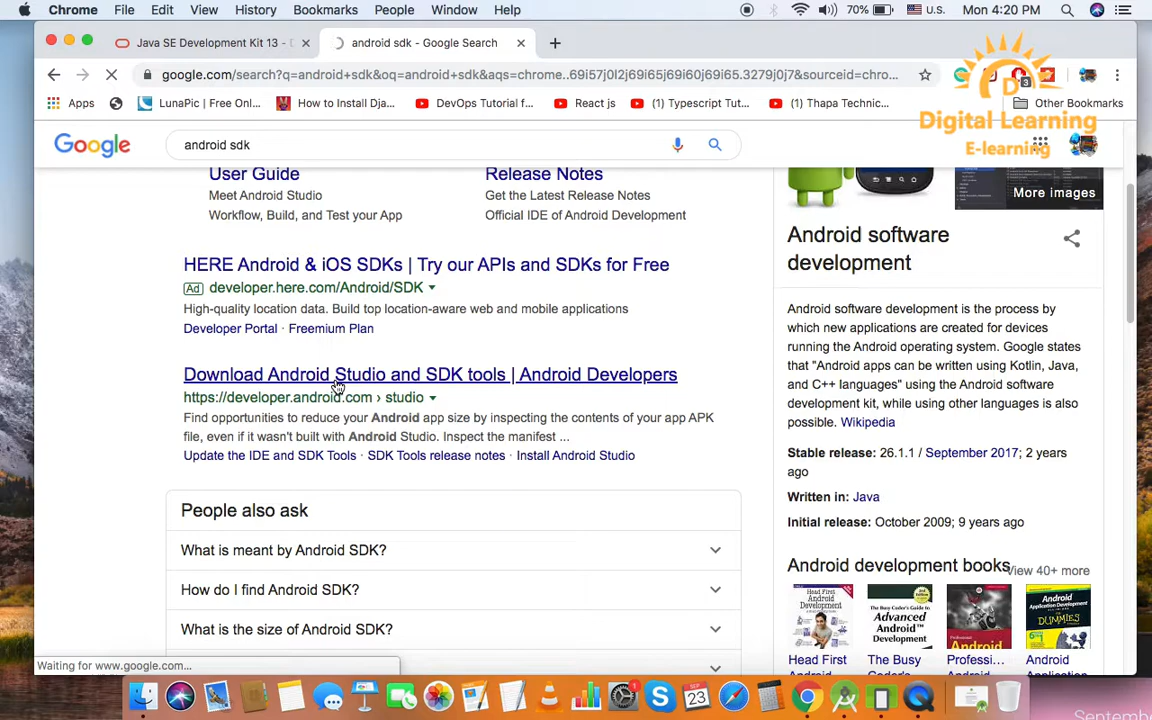 Chrome File Edit View History Bookmarks People Window Help 70% U.S. Mon 4:20 PM
Java SE Development Kit 13 - android sdk - Google Search
google.com/search?q=android+sdk&oq=android+sdk&aqs=chrome..69i57j0l2j69i65j69i60j69i65.3279j0j7&sourceid=chro...
3
Apps LunaPic | Free Onl... How to Install Dja... DevOps Tutorial f... React js (1) Typescript Tut... (1) Thapa Technic... Other Bookmarks
Digital Learning
E-learning
Google android sdk
User Guide Release Notes
Meet Android Studio Get the Latest Release Notes
Workflow, Build, and Test your App Official IDE of Android Development
More images
Android software
development
HERE Android & iOS SDKs | Try our APIs and SDKs for Free
Ad developer.here.com/Android/SDK
High-quality location data. Build top location-aware web and mobile applications
Developer Portal · Freemium Plan
Download Android Studio and SDK tools | Android Developers
https://developer.android.com › studio
Find opportunities to reduce your Android app size by inspecting the contents of your app APK
file, even if it wasn't built with Android Studio. Inspect the manifest ...
Update the IDE and SDK Tools · SDK Tools release notes · Install Android Studio
People also ask
What is meant by Android SDK?
How do I find Android SDK?
What is the size of Android SDK?
Android software development is the process by
which new applications are created for devices
running the Android operating system. Google states
that "Android apps can be written using Kotlin, Java,
and C++ languages" using the Android software
development kit, while using other languages is also
possible. Wikipedia
Stable release: 26.1.1 / September 2017; 2 years
ago
Written in: Java
Initial release: October 2009; 9 years ago
Android development books View 40+ more
Head First The Busy Professi... Android
Waiting for www.google.com...
SEP
23